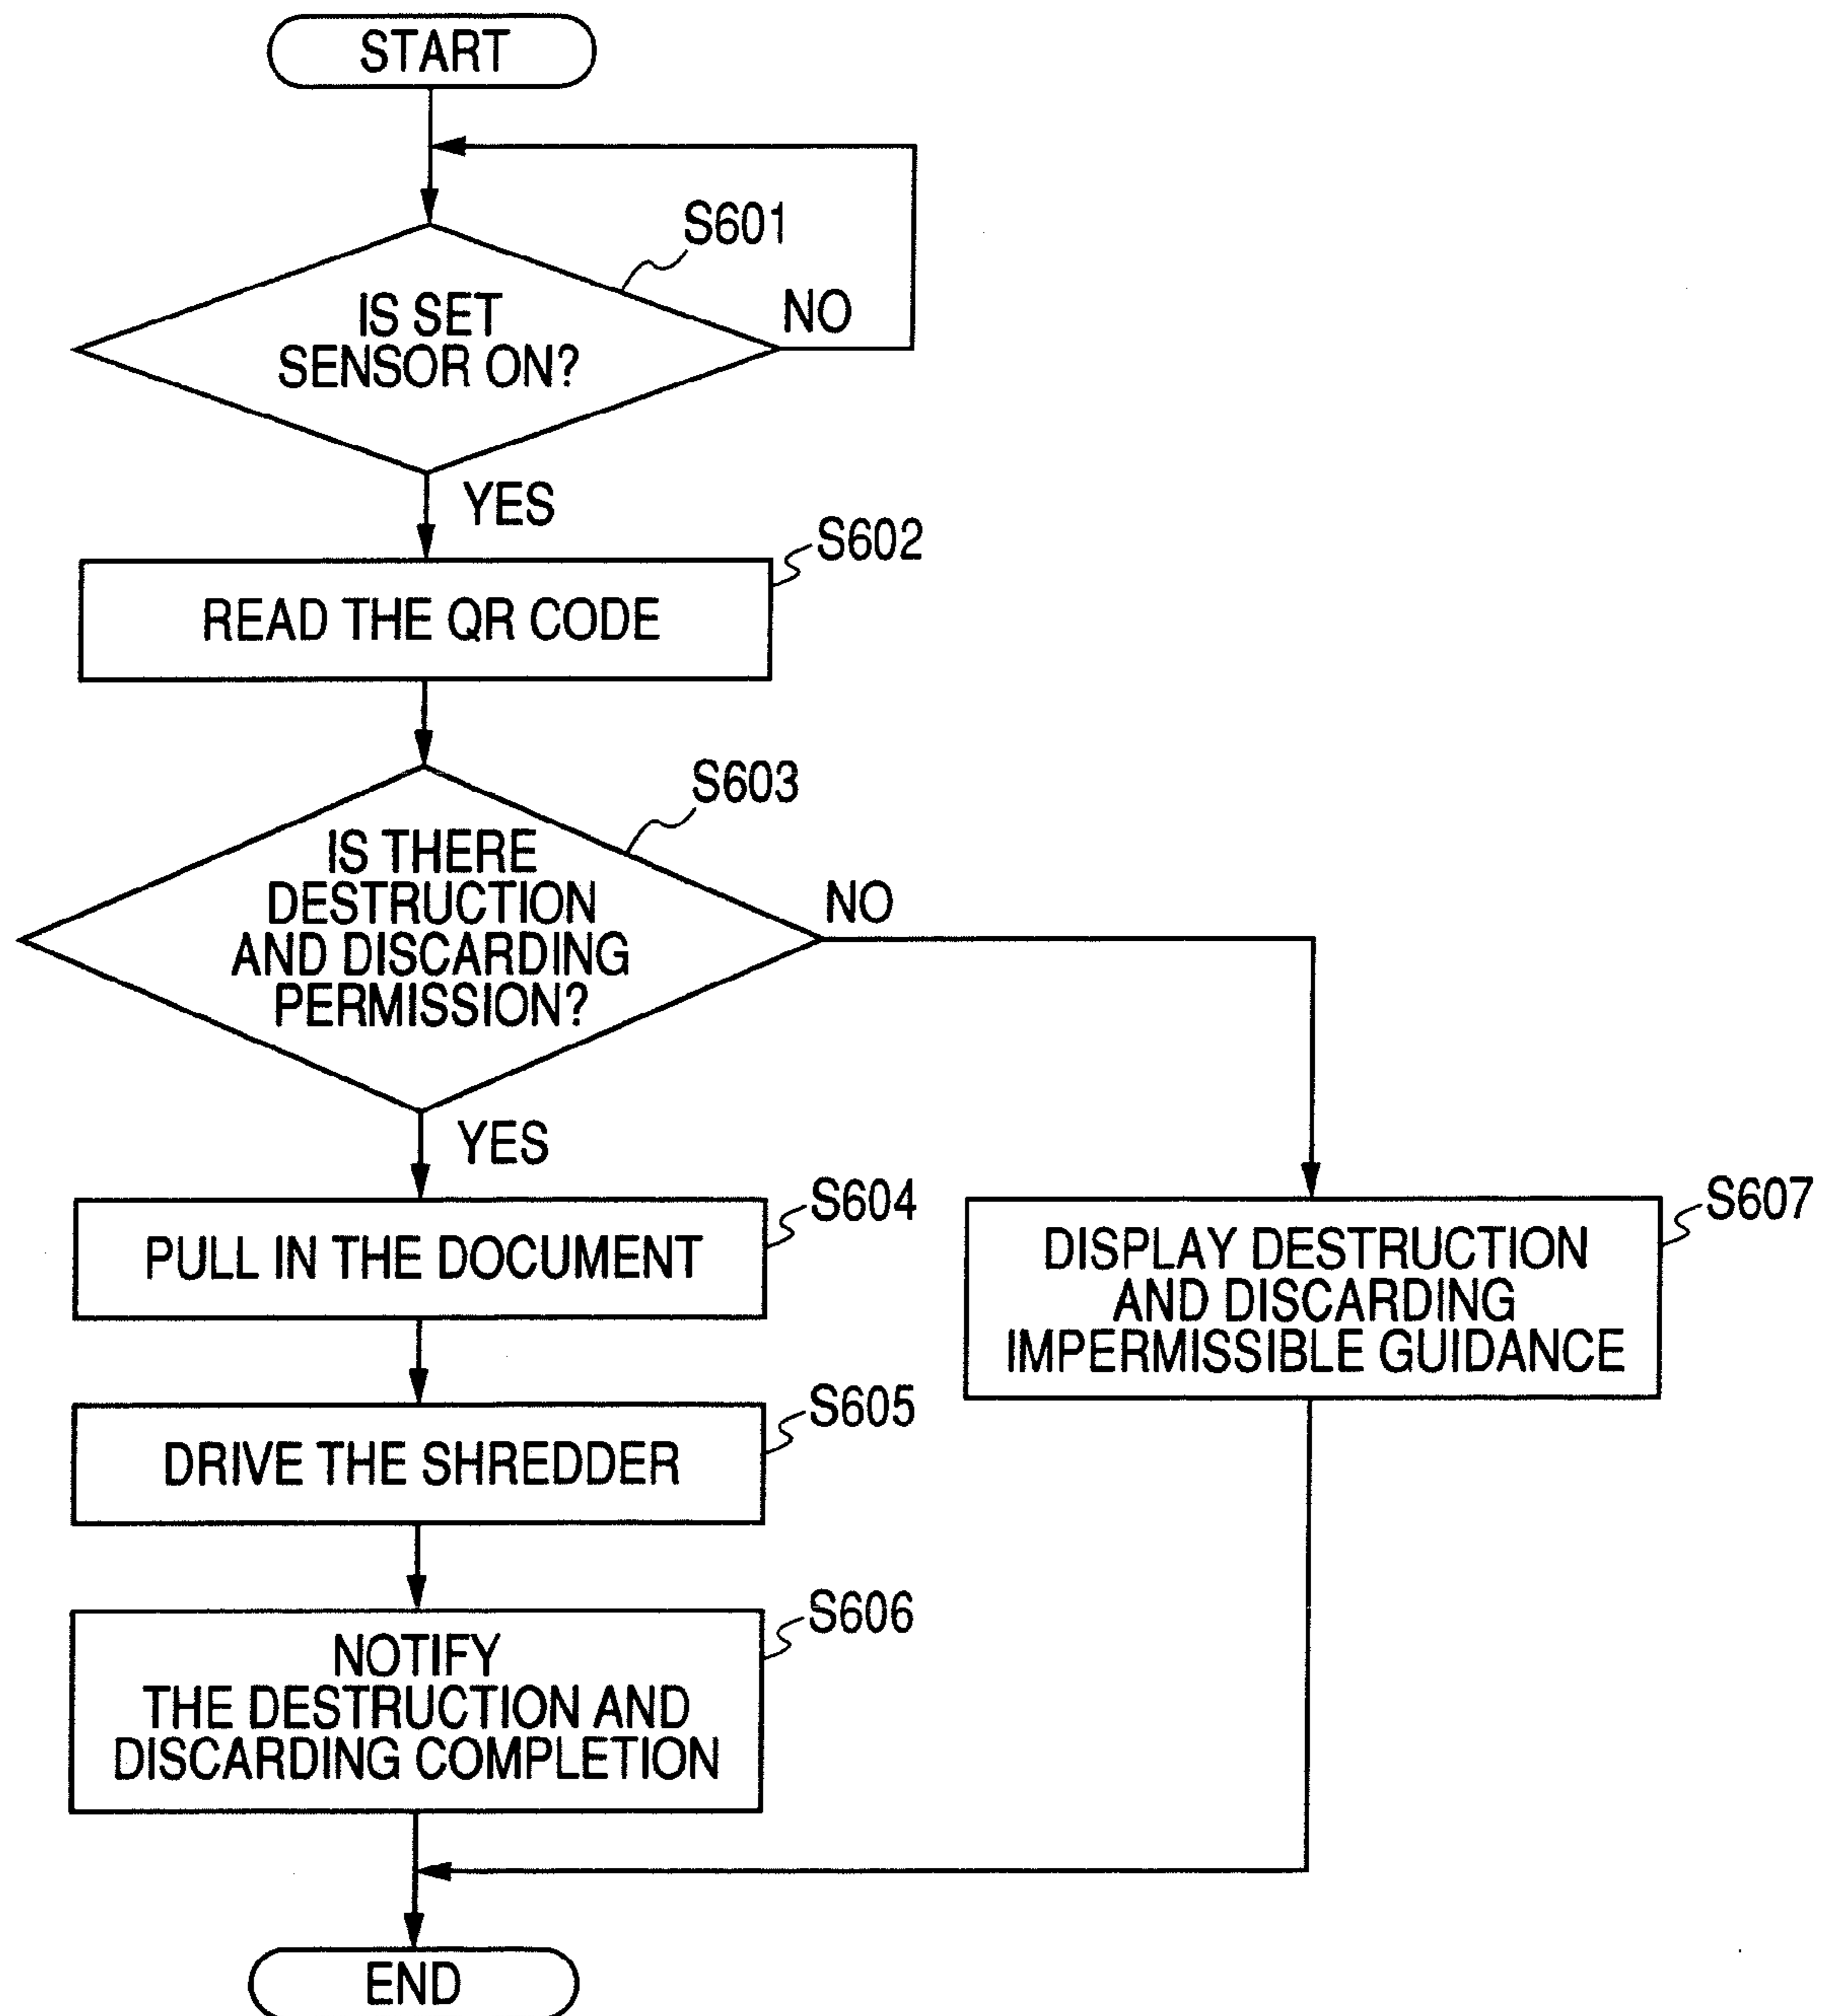 START
S601
IS SET
SENSOR ON?
NO
YES
S602
READ THE QR CODE
S603
IS THERE
DESTRUCTION
AND DISCARDING
PERMISSION?
NO
YES
S604
PULL IN THE DOCUMENT
S607
DISPLAY DESTRUCTION
AND DISCARDING
IMPERMISSIBLE GUIDANCE
S605
DRIVE THE SHREDDER
S606
NOTIFY
THE DESTRUCTION AND
DISCARDING COMPLETION
END